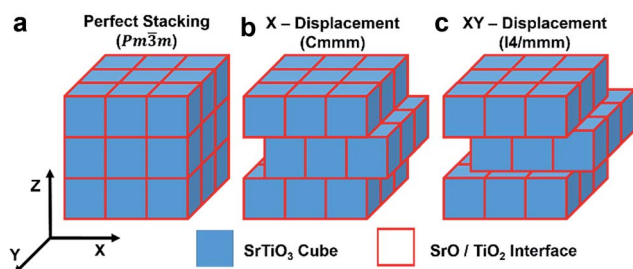 a
Perfect Stacking
(Pm3̅m)
b
X – Displacement
(Cmmm)
c
XY – Displacement
(I4/mmm)
Z
Y
X
SrTiO₃ Cube
SrO / TiO₂ Interface